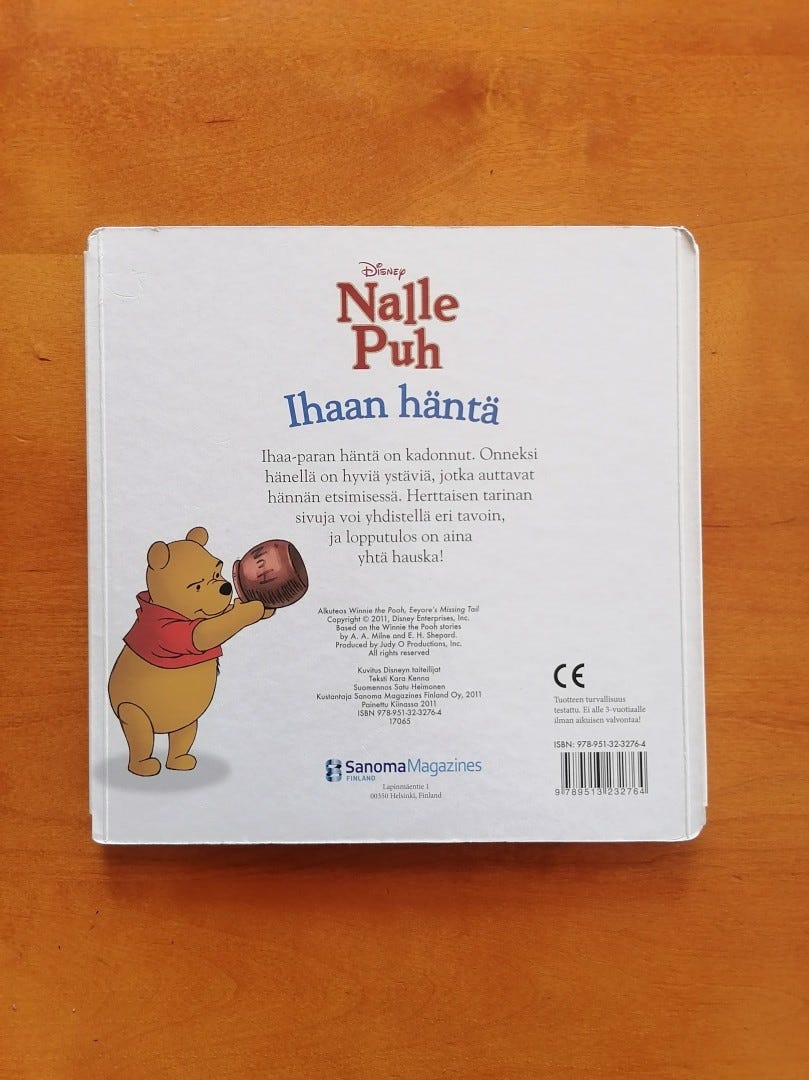 Disney
Nalle
Puh
Ihaan häntä
Ihaa-paran häntä on kadonnut. Onneksi
hänellä on hyviä ystäviä, jotka auttavat
hännän etsimisessä. Herttaisen tarinan
sivuja voi yhdistellä eri tavoin,
ja lopputulos on aina
yhtä hauska!
Alkuteos Winnie the Pooh, Eeyore's Missing Tail
Copyright © 2011, Disney Enterprises, Inc.
Based on the Winnie the Pooh stories
by A. A. Milne and E. H. Shepard.
Produced by Judy O Productions, Inc.
All rights reserved
Kuvitus Disneyn taiteilijat
Teksti Kara Kenna
Suomennos Satu Heimonen
Kustantaja Sanoma Magazines Finland Oy, 2011
Painettu Kiinassa 2011
ISBN 978-951-32-3276-4
17065
SanomaMagazines
FINLAND
Lapinmäentie 1
00350 Helsinki, Finland
CE
Tuotteen turvallisuus
testattu. Ei alle 3-vuotiaalle
ilman aikuisen valvontaa!
ISBN: 978-951-32-3276-4
9 789513 232764